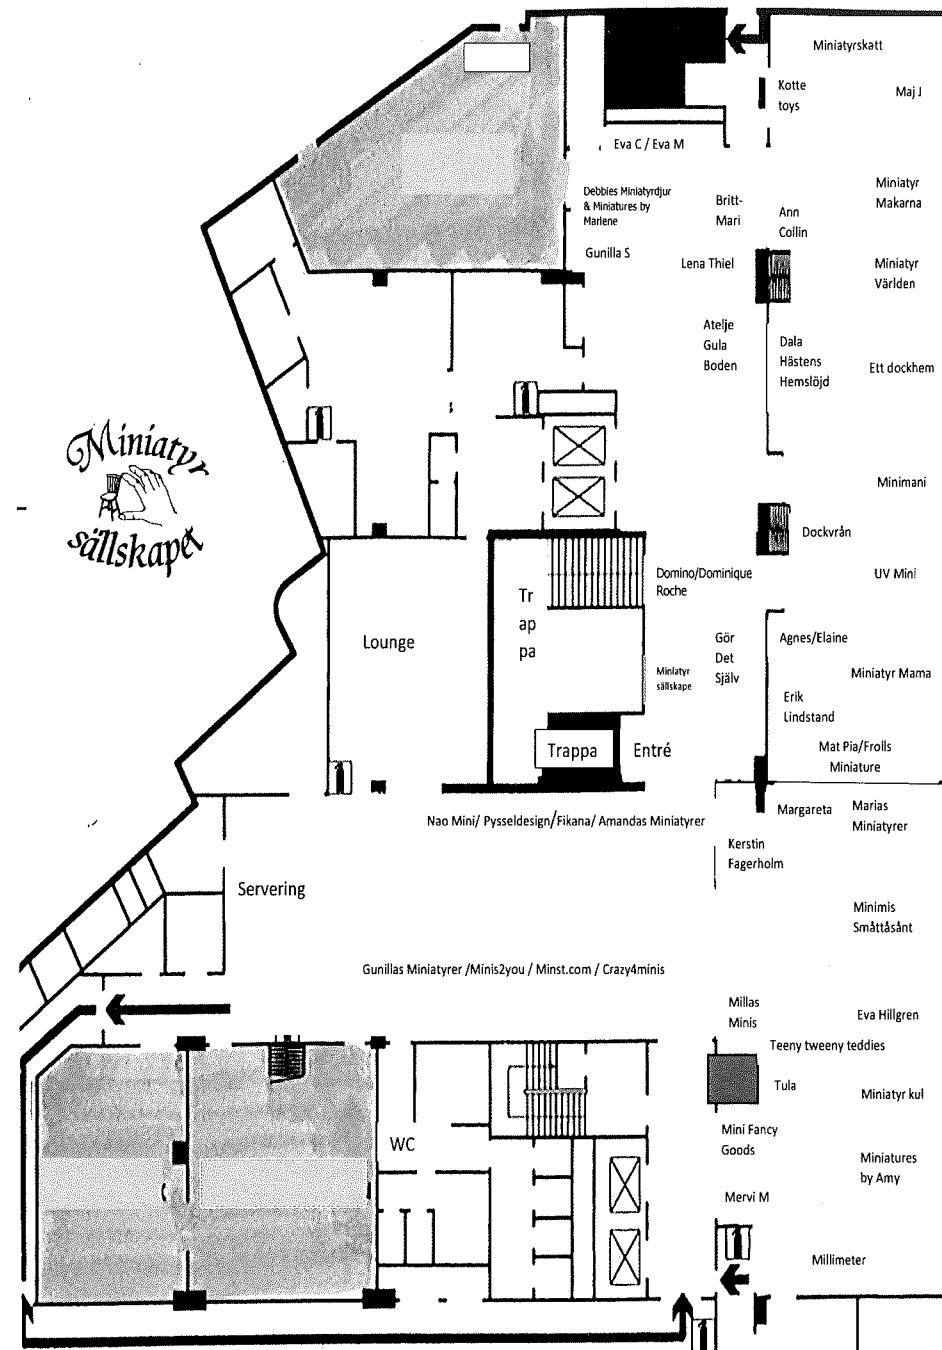 Miniatyrskatt
Kotte
toys
Maj J
Eva C / Eva M
Debbies Miniatyrdjur
& Miniatures by
Marlene
Britt-
Mari
Ann
Collin
Miniatyr
Makarna
Gunilla S
Lena Thiel
Miniatyr
Världen
Atelje
Gula
Boden
Dala
Hästens
Hemslöjd
Ett dockhem
Miniatyr
sällskapet
Minimani
Dockvrån
Domino/Dominique
Roche
UV Mini
Tr
ap
pa
Lounge
Gör
Det
Själv
Agnes/Elaine
Miniatyr
sällskape
Miniatyr Mama
Erik
Lindstand
Trappa
Entré
Mat Pia/Frolls
Miniature
Nao Mini/ Pysseldesign/Fikana/ Amandas Miniatyrer
Margareta
Marias
Miniatyrer
Kerstin
Fagerholm
Servering
Minimis
Småttåsånt
Gunillas Miniatyrer /Minis2you / Minst.com / Crazy4minis
Millas
Minis
Eva Hillgren
Teeny tweeny teddies
Tula
Miniatyr kul
WC
Mini Fancy
Goods
Miniatures
by Amy
Mervi M
Millimeter